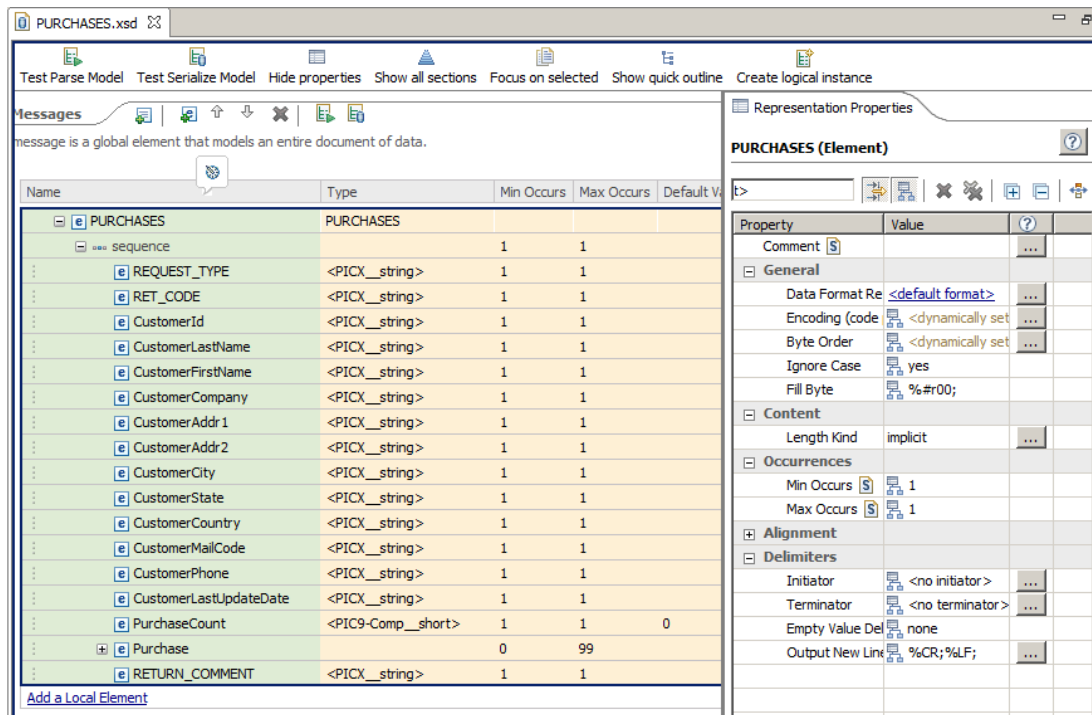 PURCHASES.xsd
Test Parse Model Test Serialize Model Hide properties Show all sections Focus on selected Show quick outline Create logical instance
Messages
message is a global element that models an entire document of data.
Name Type Min Occurs Max Occurs Default Va
PURCHASES PURCHASES
sequence 1 1
REQUEST_TYPE <PICX__string> 1 1
RET_CODE <PICX__string> 1 1
CustomerId <PICX__string> 1 1
CustomerLastName <PICX__string> 1 1
CustomerFirstName <PICX__string> 1 1
CustomerCompany <PICX__string> 1 1
CustomerAddr1 <PICX__string> 1 1
CustomerAddr2 <PICX__string> 1 1
CustomerCity <PICX__string> 1 1
CustomerState <PICX__string> 1 1
CustomerCountry <PICX__string> 1 1
CustomerMailCode <PICX__string> 1 1
CustomerPhone <PICX__string> 1 1
CustomerLastUpdateDate <PICX__string> 1 1
PurchaseCount <PIC9-Comp__short> 1 1 0
Purchase 0 99
RETURN_COMMENT <PICX__string> 1 1
Add a Local Element
Representation Properties
PURCHASES (Element)
t>
Property Value
Comment
General
Data Format Re <default format>
Encoding (code <dynamically set
Byte Order <dynamically set
Ignore Case yes
Fill Byte %#r00;
Content
Length Kind implicit
Occurrences
Min Occurs 1
Max Occurs 1
Alignment
Delimiters
Initiator <no initiator>
Terminator <no terminator>
Empty Value Del none
Output New Line %CR;%LF;